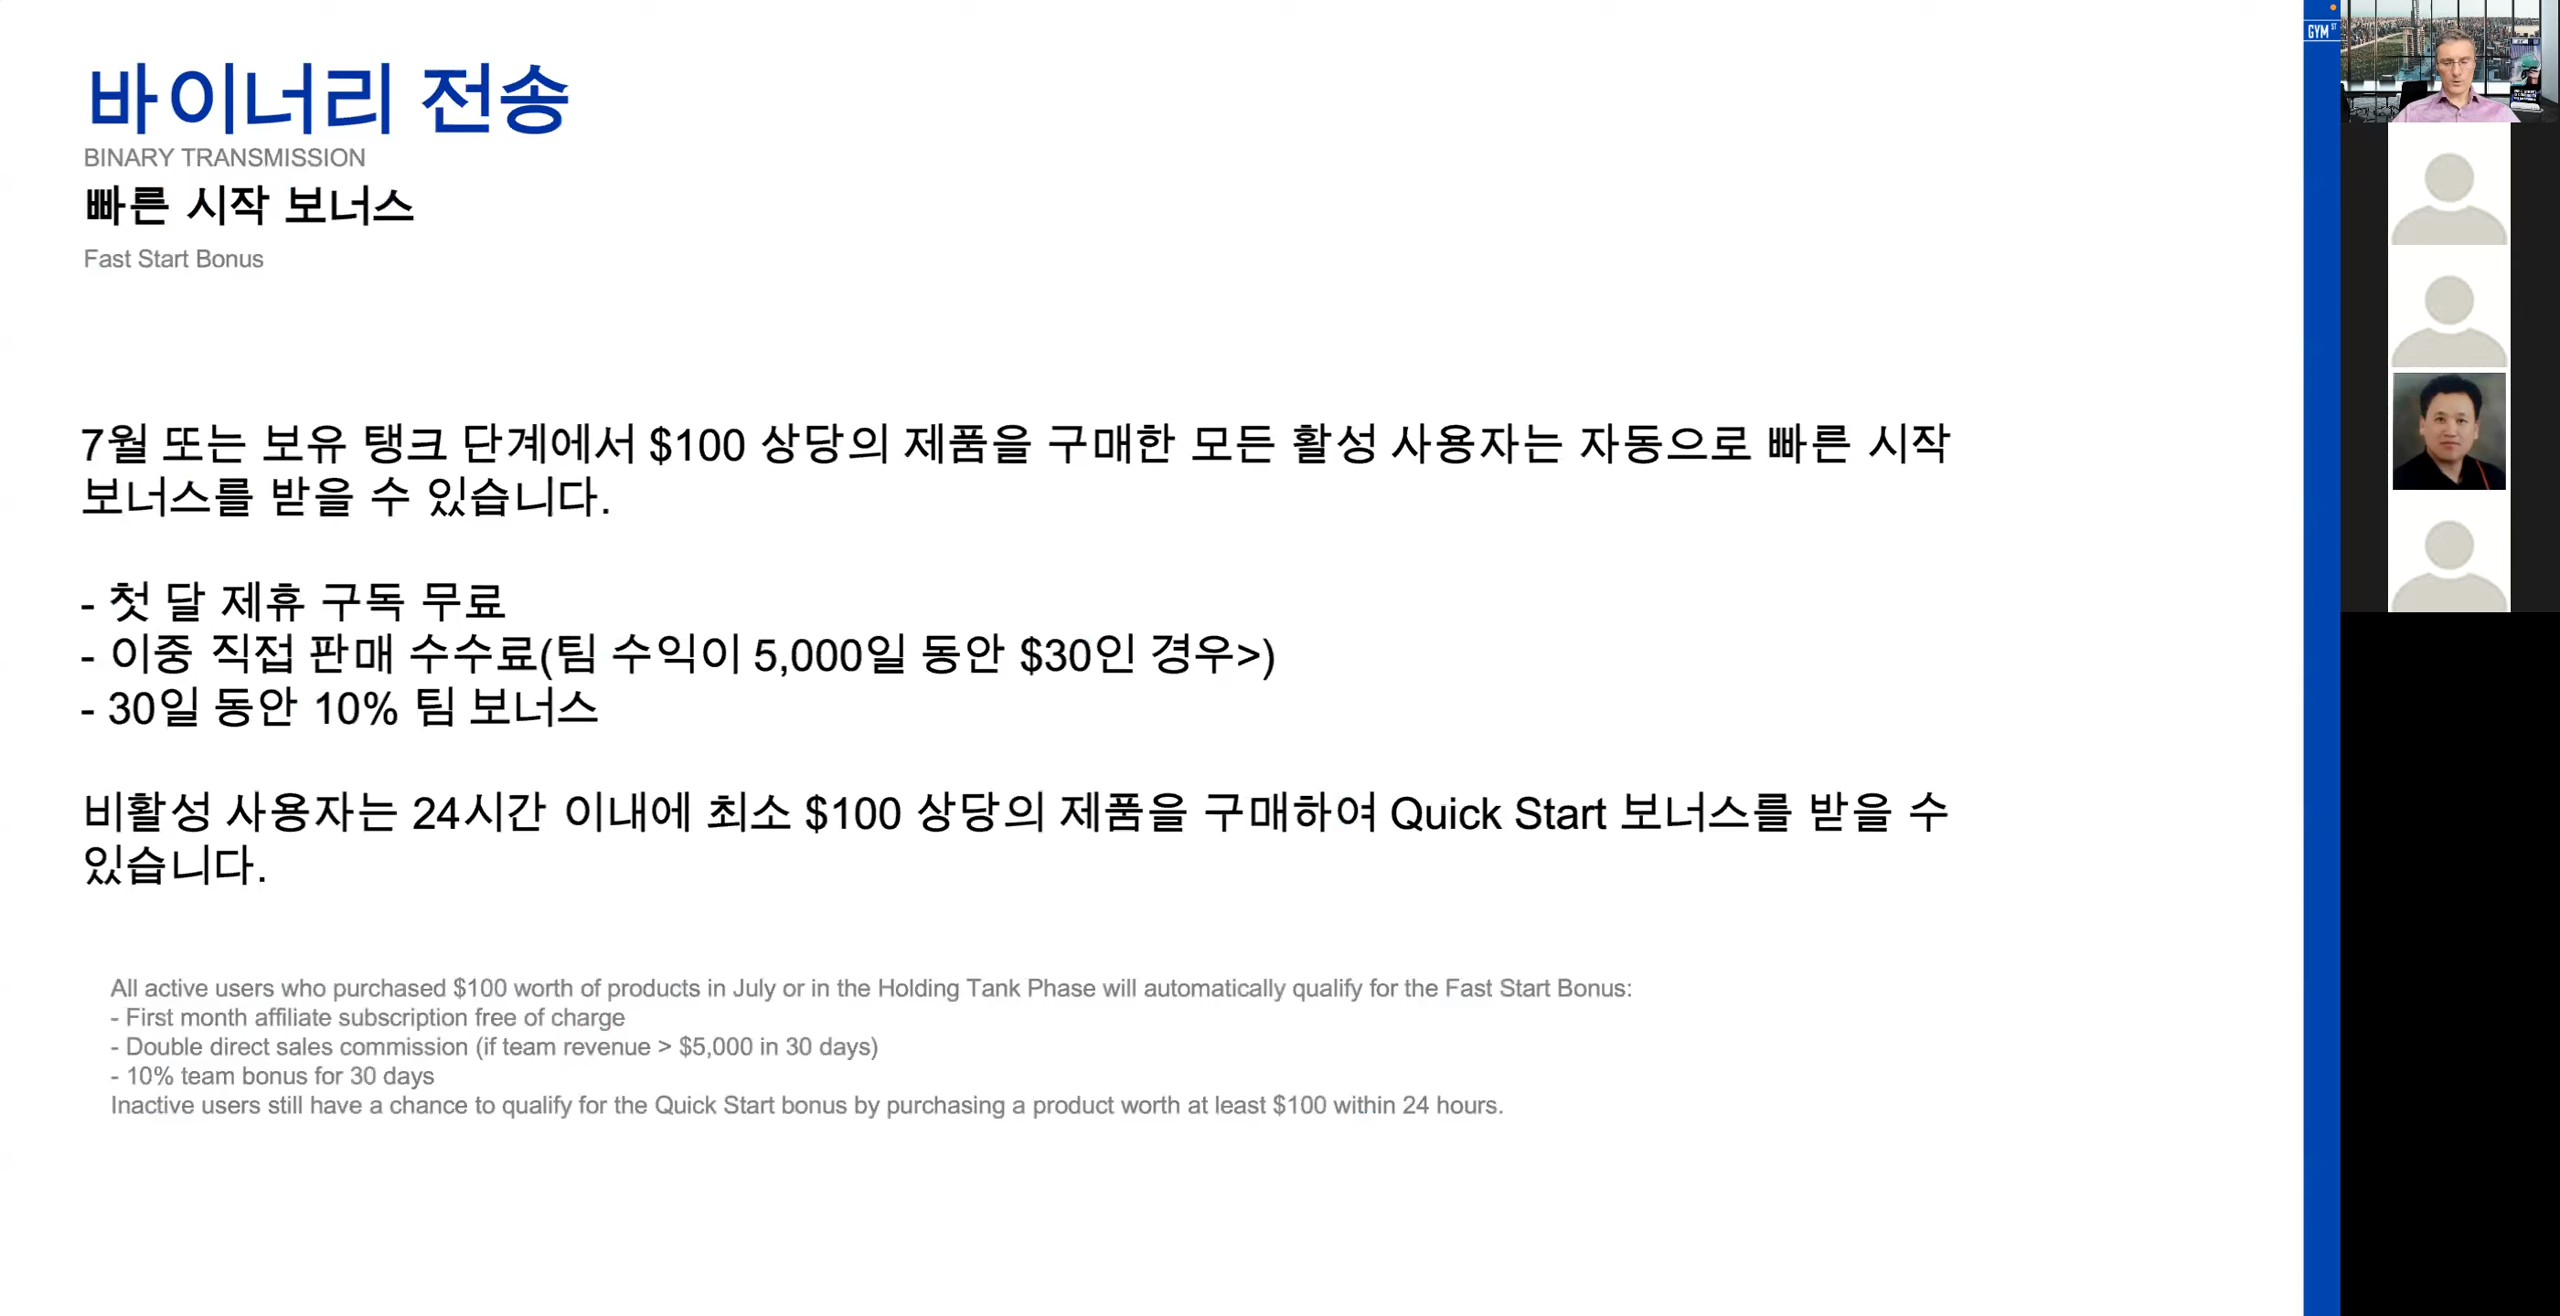 바이너리 전송
BINARY TRANSMISSION
빠른 시작 보너스
Fast Start Bonus
7월 또는 보유 탱크 단계에서 $100 상당의 제품을 구매한 모든 활성 사용자는 자동으로 빠른 시작
보너스를 받을 수 있습니다.
- 첫 달 제휴 구독 무료
- 이중 직접 판매 수수료(팀 수익이 5,000일 동안 $30인 경우>)
- 30일 동안 10% 팀 보너스
비활성 사용자는 24시간 이내에 최소 $100 상당의 제품을 구매하여 Quick Start 보너스를 받을 수
있습니다.
All active users who purchased $100 worth of products in July or in the Holding Tank Phase will automatically qualify for the Fast Start Bonus:
- First month affiliate subscription free of charge
- Double direct sales commission (if team revenue > $5,000 in 30 days)
- 10% team bonus for 30 days
Inactive users still have a chance to qualify for the Quick Start bonus by purchasing a product worth at least $100 within 24 hours.
GYM ST